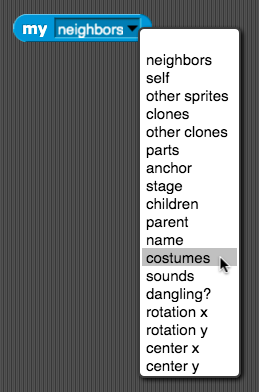 my neighbors
neighbors
self
other sprites
clones
other clones
parts
anchor
stage
children
parent
name
costumes
sounds
dangling?
rotation x
rotation y
center x
center y